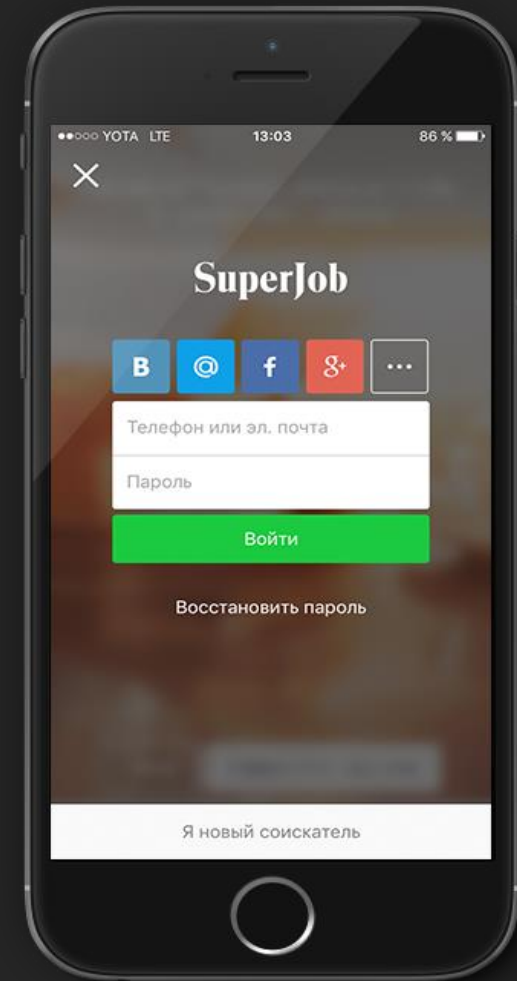 YOTA LTE 13:03 86 %
SuperJob
B @ f g+ ...
Телефон или эл. почта
Пароль
Войти
Восстановить пароль
Я новый соискатель